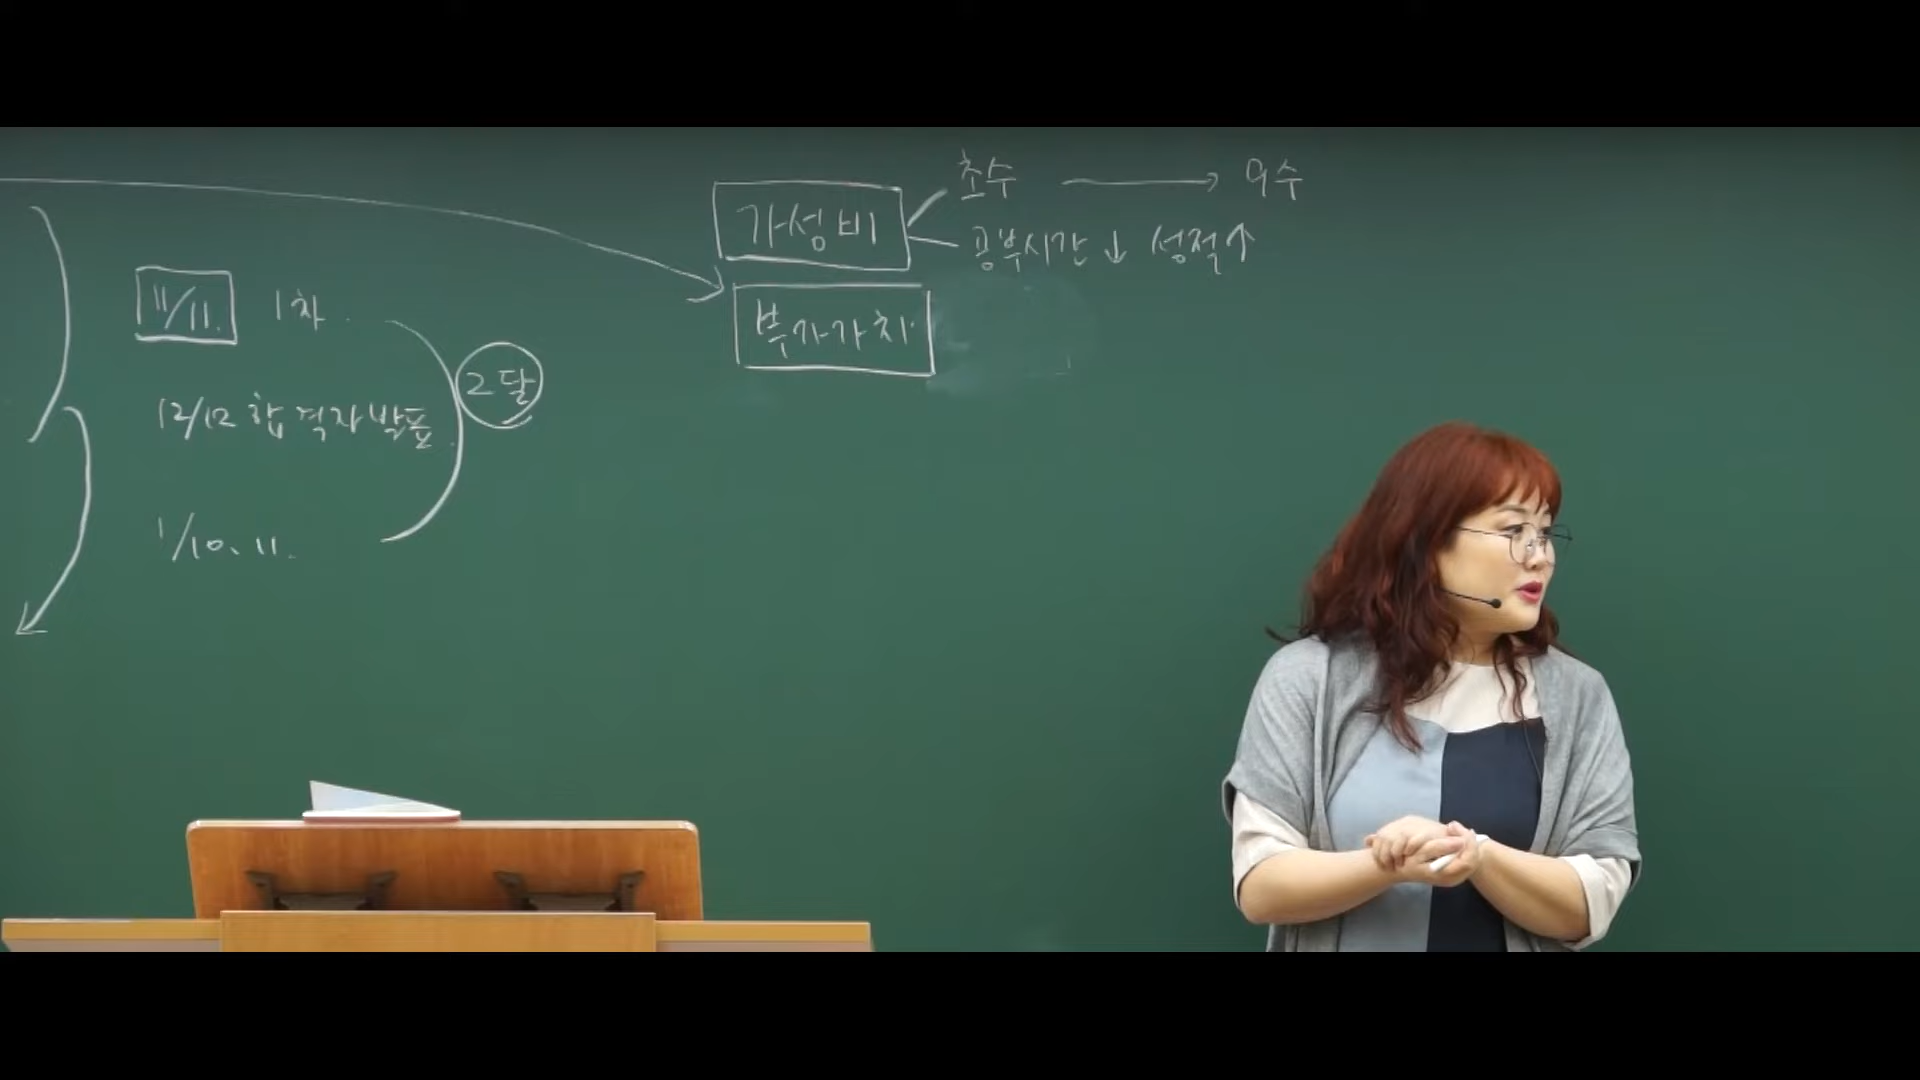 초수 → 9수
가성비
공부시간↓ 성적↑
부가가치
11/11. 1차.
2달
12/12 합격자발표
1/10、11.